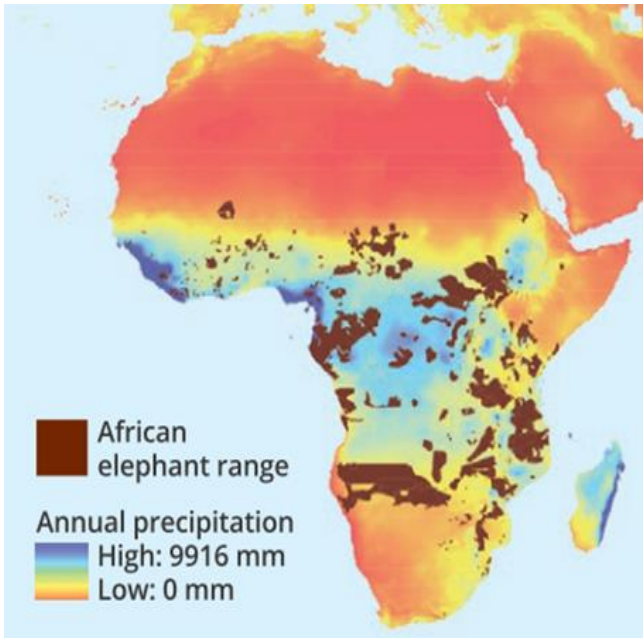 African
elephant range
Annual precipitation
High: 9916 mm
Low: 0 mm